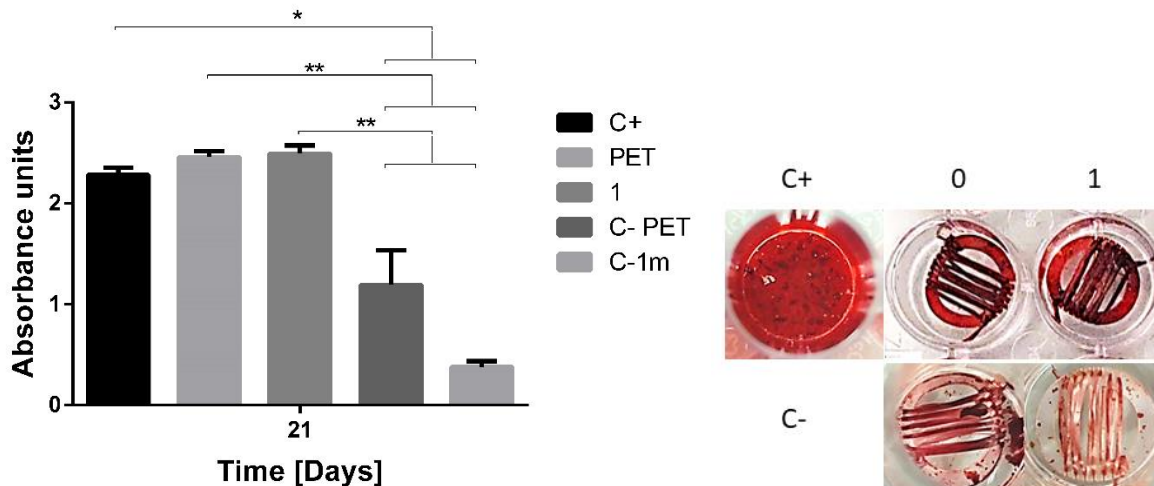 *
**
**
3
2
1
0
Absorbance units
21
Time [Days]
C+
PET
1
C- PET
C-1m
C+ 0 1
C-